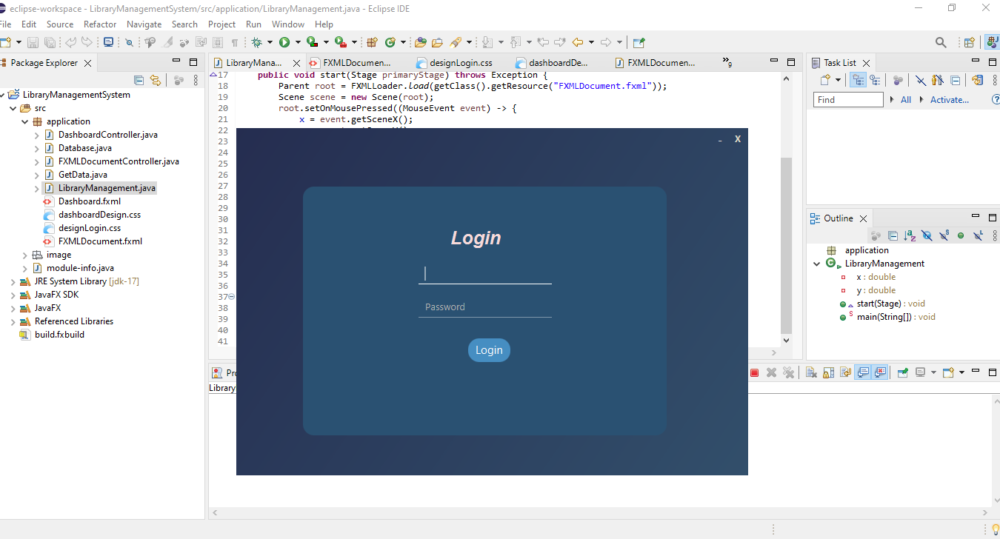 eclipse-workspace - LibraryManagementSystem/src/application/LibraryManagement.java - Eclipse IDE
File Edit Source Refactor Navigate Search Project Run Window Help
Package Explorer
LibraryManagementSystem
src
application
DashboardController.java
Database.java
FXMLDocumentController.java
GetData.java
LibraryManagement.java
Dashboard.fxml
dashboardDesign.css
designLogin.css
FXMLDocument.fxml
image
module-info.java
JRE System Library [jdk-17]
JavaFX SDK
JavaFX
Referenced Libraries
build.fxbuild
LibraryMana... FXMLDocumen... designLogin.css dashboardDe... FXMLDocumen... »9
17 public void start(Stage primaryStage) throws Exception {
18 Parent root = FXMLLoader.load(getClass().getResource("FXMLDocument.fxml"));
19 Scene scene = new Scene(root);
20 root.setOnMousePressed((MouseEvent event) -> {
21 x = event.getSceneX();
22
23
24
25
26
27
28
29
30
31
32
33
34
35
36
37
38
39
40
41
- X
Login
Password
Login
Pro
Library
Task List
Find All Activate...
Outline
application
LibraryManagement
x : double
y : double
start(Stage) : void
main(String[]) : void